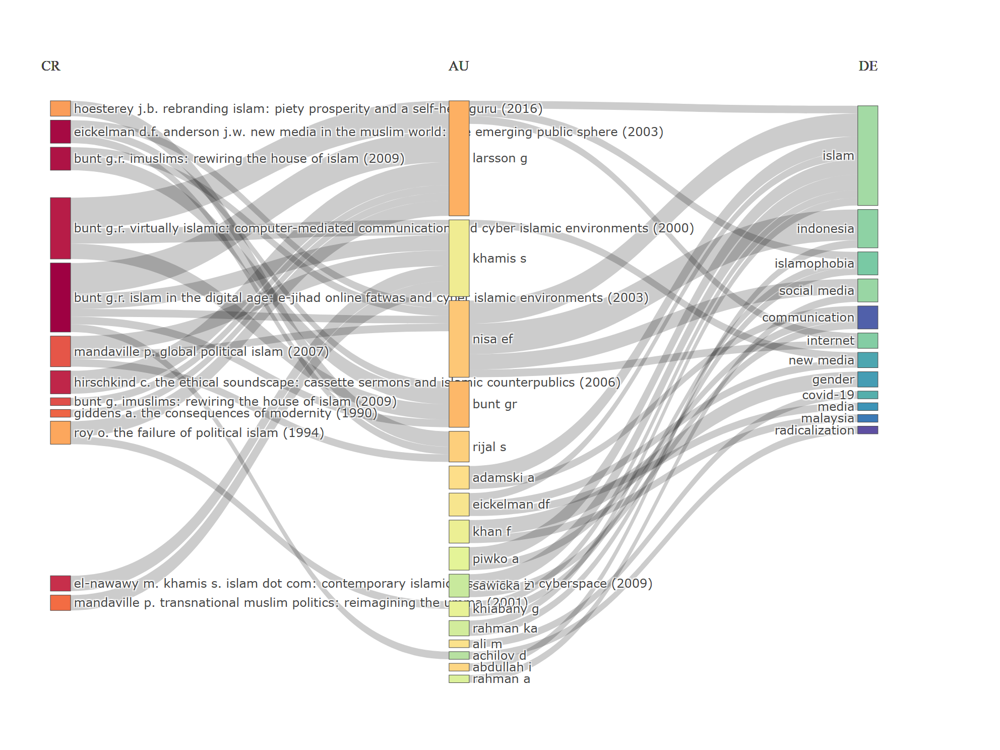 CR
AU
DE
hoesterey j.b. rebranding islam: piety prosperity and a self-he guru (2016)
eickelman d.f. anderson j.w. new media in the muslim world: emerging public sphere (2003)
bunt g.r. imuslims: rewiring the house of islam (2009)
bunt g.r. virtually islamic: computer-mediated communication d cyber islamic environments (2000)
bunt g.r. islam in the digital age: e-jihad online fatwas and cyber islamic environments (2003)
mandaville p. global political islam (2007)
hirschkind c. the ethical soundscape: cassette sermons and islamic counterpublics (2006)
bunt g. imuslims: rewiring the house of islam (2009)
giddens a. the consequences of modernity (1990)
roy o. the failure of political islam (1994)
el-nawawy m. khamis s. islam dot com: contemporary islamic in cyberspace (2009)
mandaville p. transnational muslim politics: reimagining the umma (2001)
larsson g
khamis s
nisa ef
bunt gr
rijal s
adamski a
eickelman df
khan f
piwko a
sawicka z
khiabany g
rahman ka
ali m
achilov d
abdullah i
rahman a
islam
indonesia
islamophobia
social media
communication
internet
new media
gender
covid-19
media
malaysia
radicalization